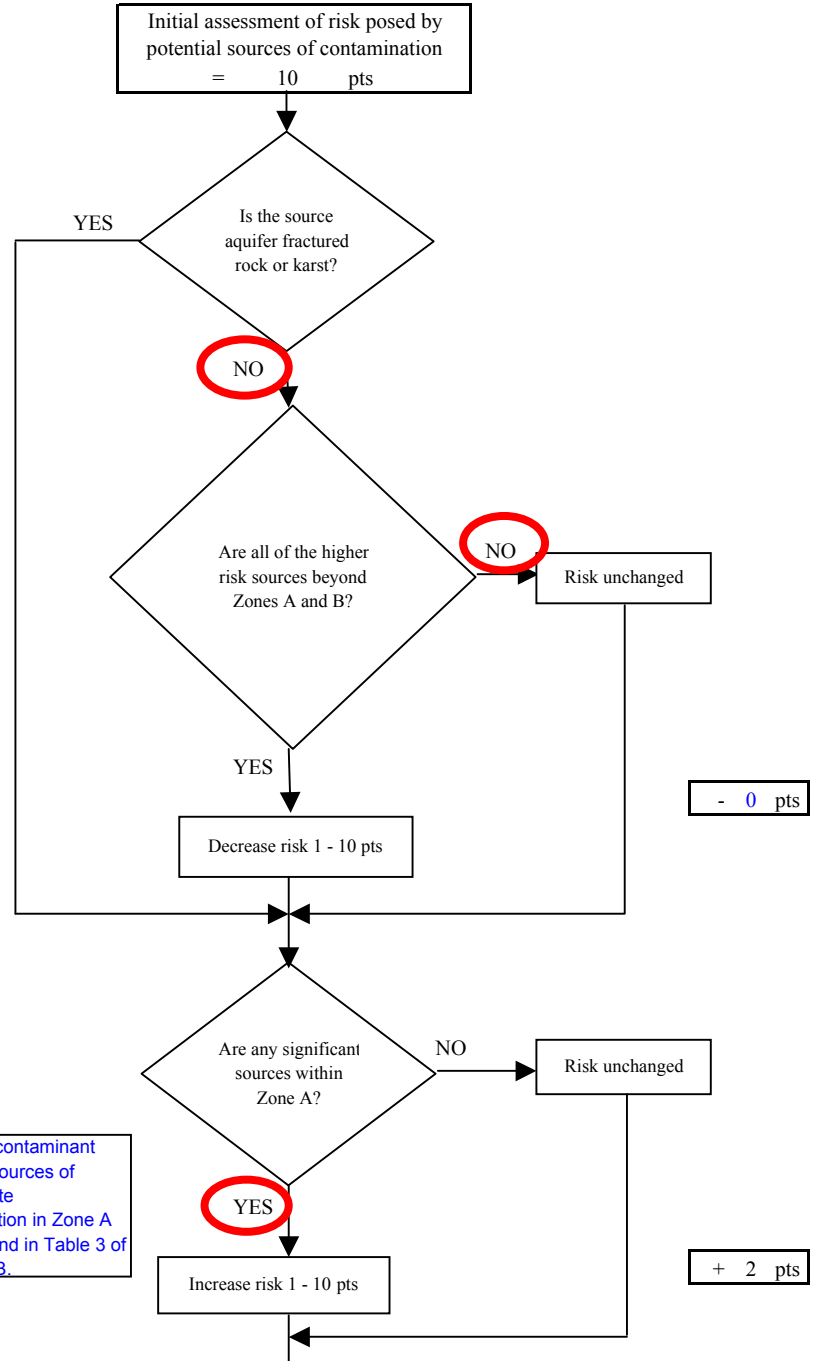 Initial assessment of risk posed by
potential sources of contamination
= 10 pts
YES
Is the source
aquifer fractured
rock or karst?
NO
Are all of the higher
risk sources beyond
Zones A and B?
NO
Risk unchanged
YES
- 0 pts
Decrease risk 1 - 10 pts
Are any significant
sources within
Zone A?
NO
Risk unchanged
contaminant
ources of
te
tion in Zone A
nd in Table 3 of
YES
Increase risk 1 - 10 pts
+ 2 pts